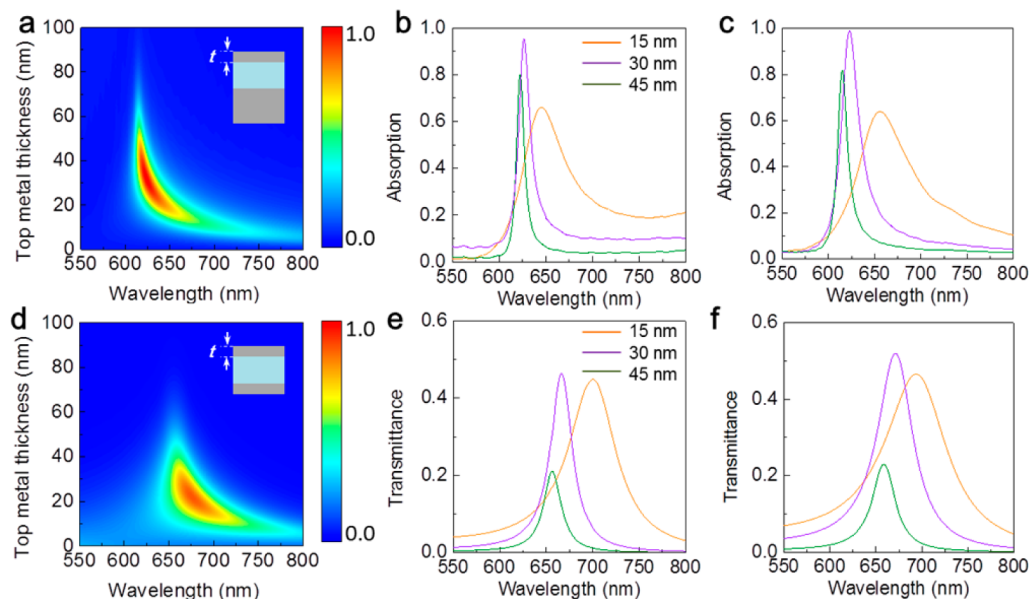 a
Top metal thickness (nm)
100
80
60
40
20
0
t
1.0
0.0
550 600 650 700 750 800
Wavelength (nm)
b
Absorption
1.0
0.8
0.6
0.4
0.2
0.0
15 nm
30 nm
45 nm
550 600 650 700 750 800
Wavelength (nm)
c
Absorption
1.0
0.8
0.6
0.4
0.2
0.0
550 600 650 700 750 800
Wavelength (nm)
d
Top metal thickness (nm)
100
80
60
40
20
0
t
1.0
0.0
550 600 650 700 750 800
Wavelength (nm)
e
Transmittance
0.6
0.4
0.2
0.0
15 nm
30 nm
45 nm
550 600 650 700 750 800
Wavelength (nm)
f
Transmittance
0.6
0.4
0.2
0.0
550 600 650 700 750 800
Wavelength (nm)